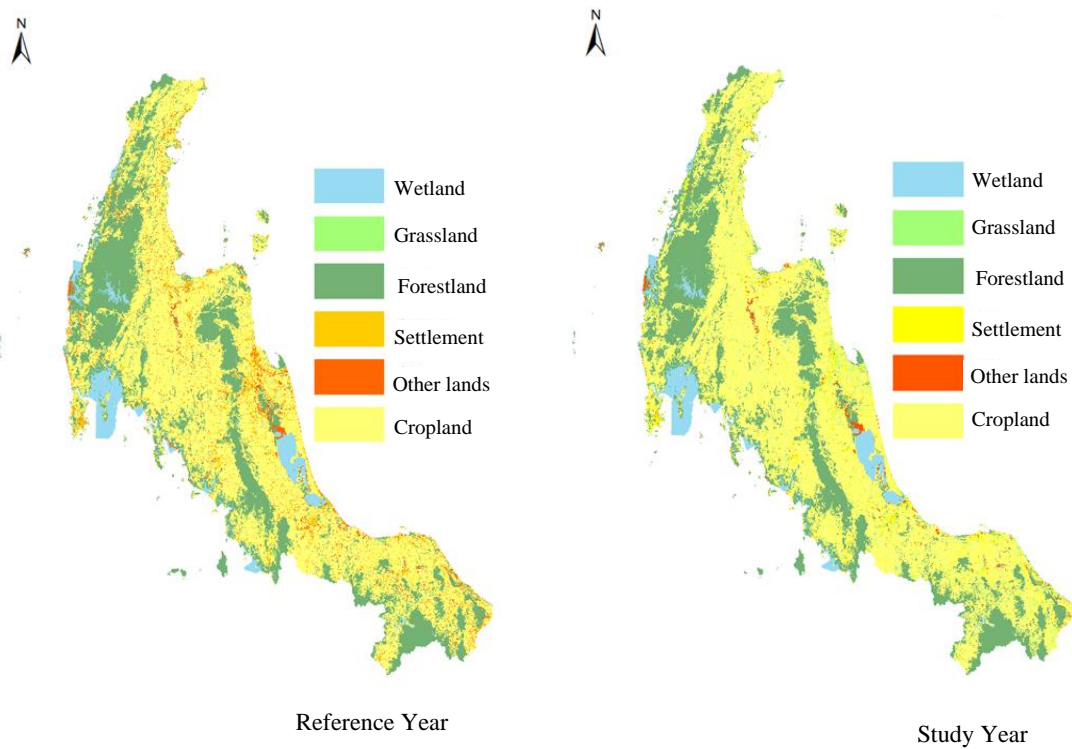 N
Wetland
Grassland
Forestland
Settlement
Other lands
Cropland
Reference Year
N
Wetland
Grassland
Forestland
Settlement
Other lands
Cropland
Study Year